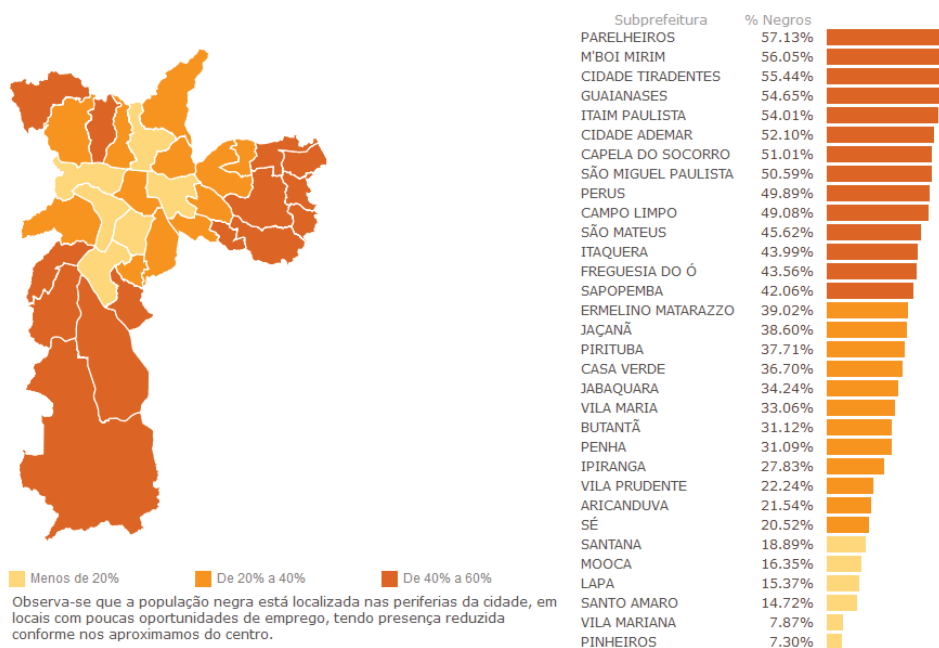 Subprefeitura % Negros
PARELHEIROS 57.13%
M'BOI MIRIM 56.05%
CIDADE TIRADENTES 55.44%
GUAIANASES 54.65%
ITAIM PAULISTA 54.01%
CIDADE ADEMAR 52.10%
CAPELA DO SOCORRO 51.01%
SÃO MIGUEL PAULISTA 50.59%
PERUS 49.89%
CAMPO LIMPO 49.08%
SÃO MATEUS 45.62%
ITAQUERA 43.99%
FREGUESIA DO Ó 43.56%
SAPOPEMBA 42.06%
ERMELINO MATARAZZO 39.02%
JAÇANÃ 38.60%
PIRITUBA 37.71%
CASA VERDE 36.70%
JABAQUARA 34.24%
VILA MARIA 33.06%
BUTANTÃ 31.12%
PENHA 31.09%
IPIRANGA 27.83%
VILA PRUDENTE 22.24%
ARICANDUVA 21.54%
SÉ 20.52%
SANTANA 18.89%
MOOCA 16.35%
LAPA 15.37%
SANTO AMARO 14.72%
VILA MARIANA 7.87%
PINHEIROS 7.30%
Menos de 20% De 20% a 40% De 40% a 60%
Observa-se que a população negra está localizada nas periferias da cidade, em
locais com poucas oportunidades de emprego, tendo presença reduzida
conforme nos aproximamos do centro.